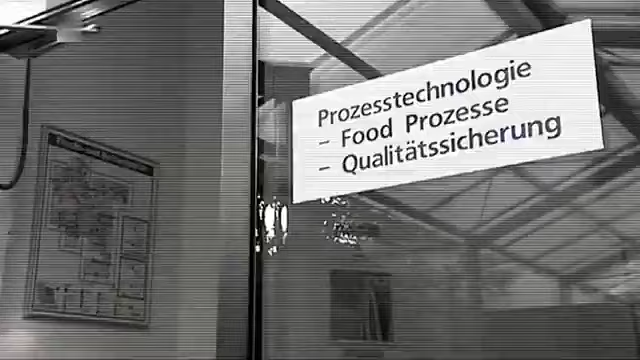 Prozesstechnologie
– Food Prozesse
– Qualitätssicherung